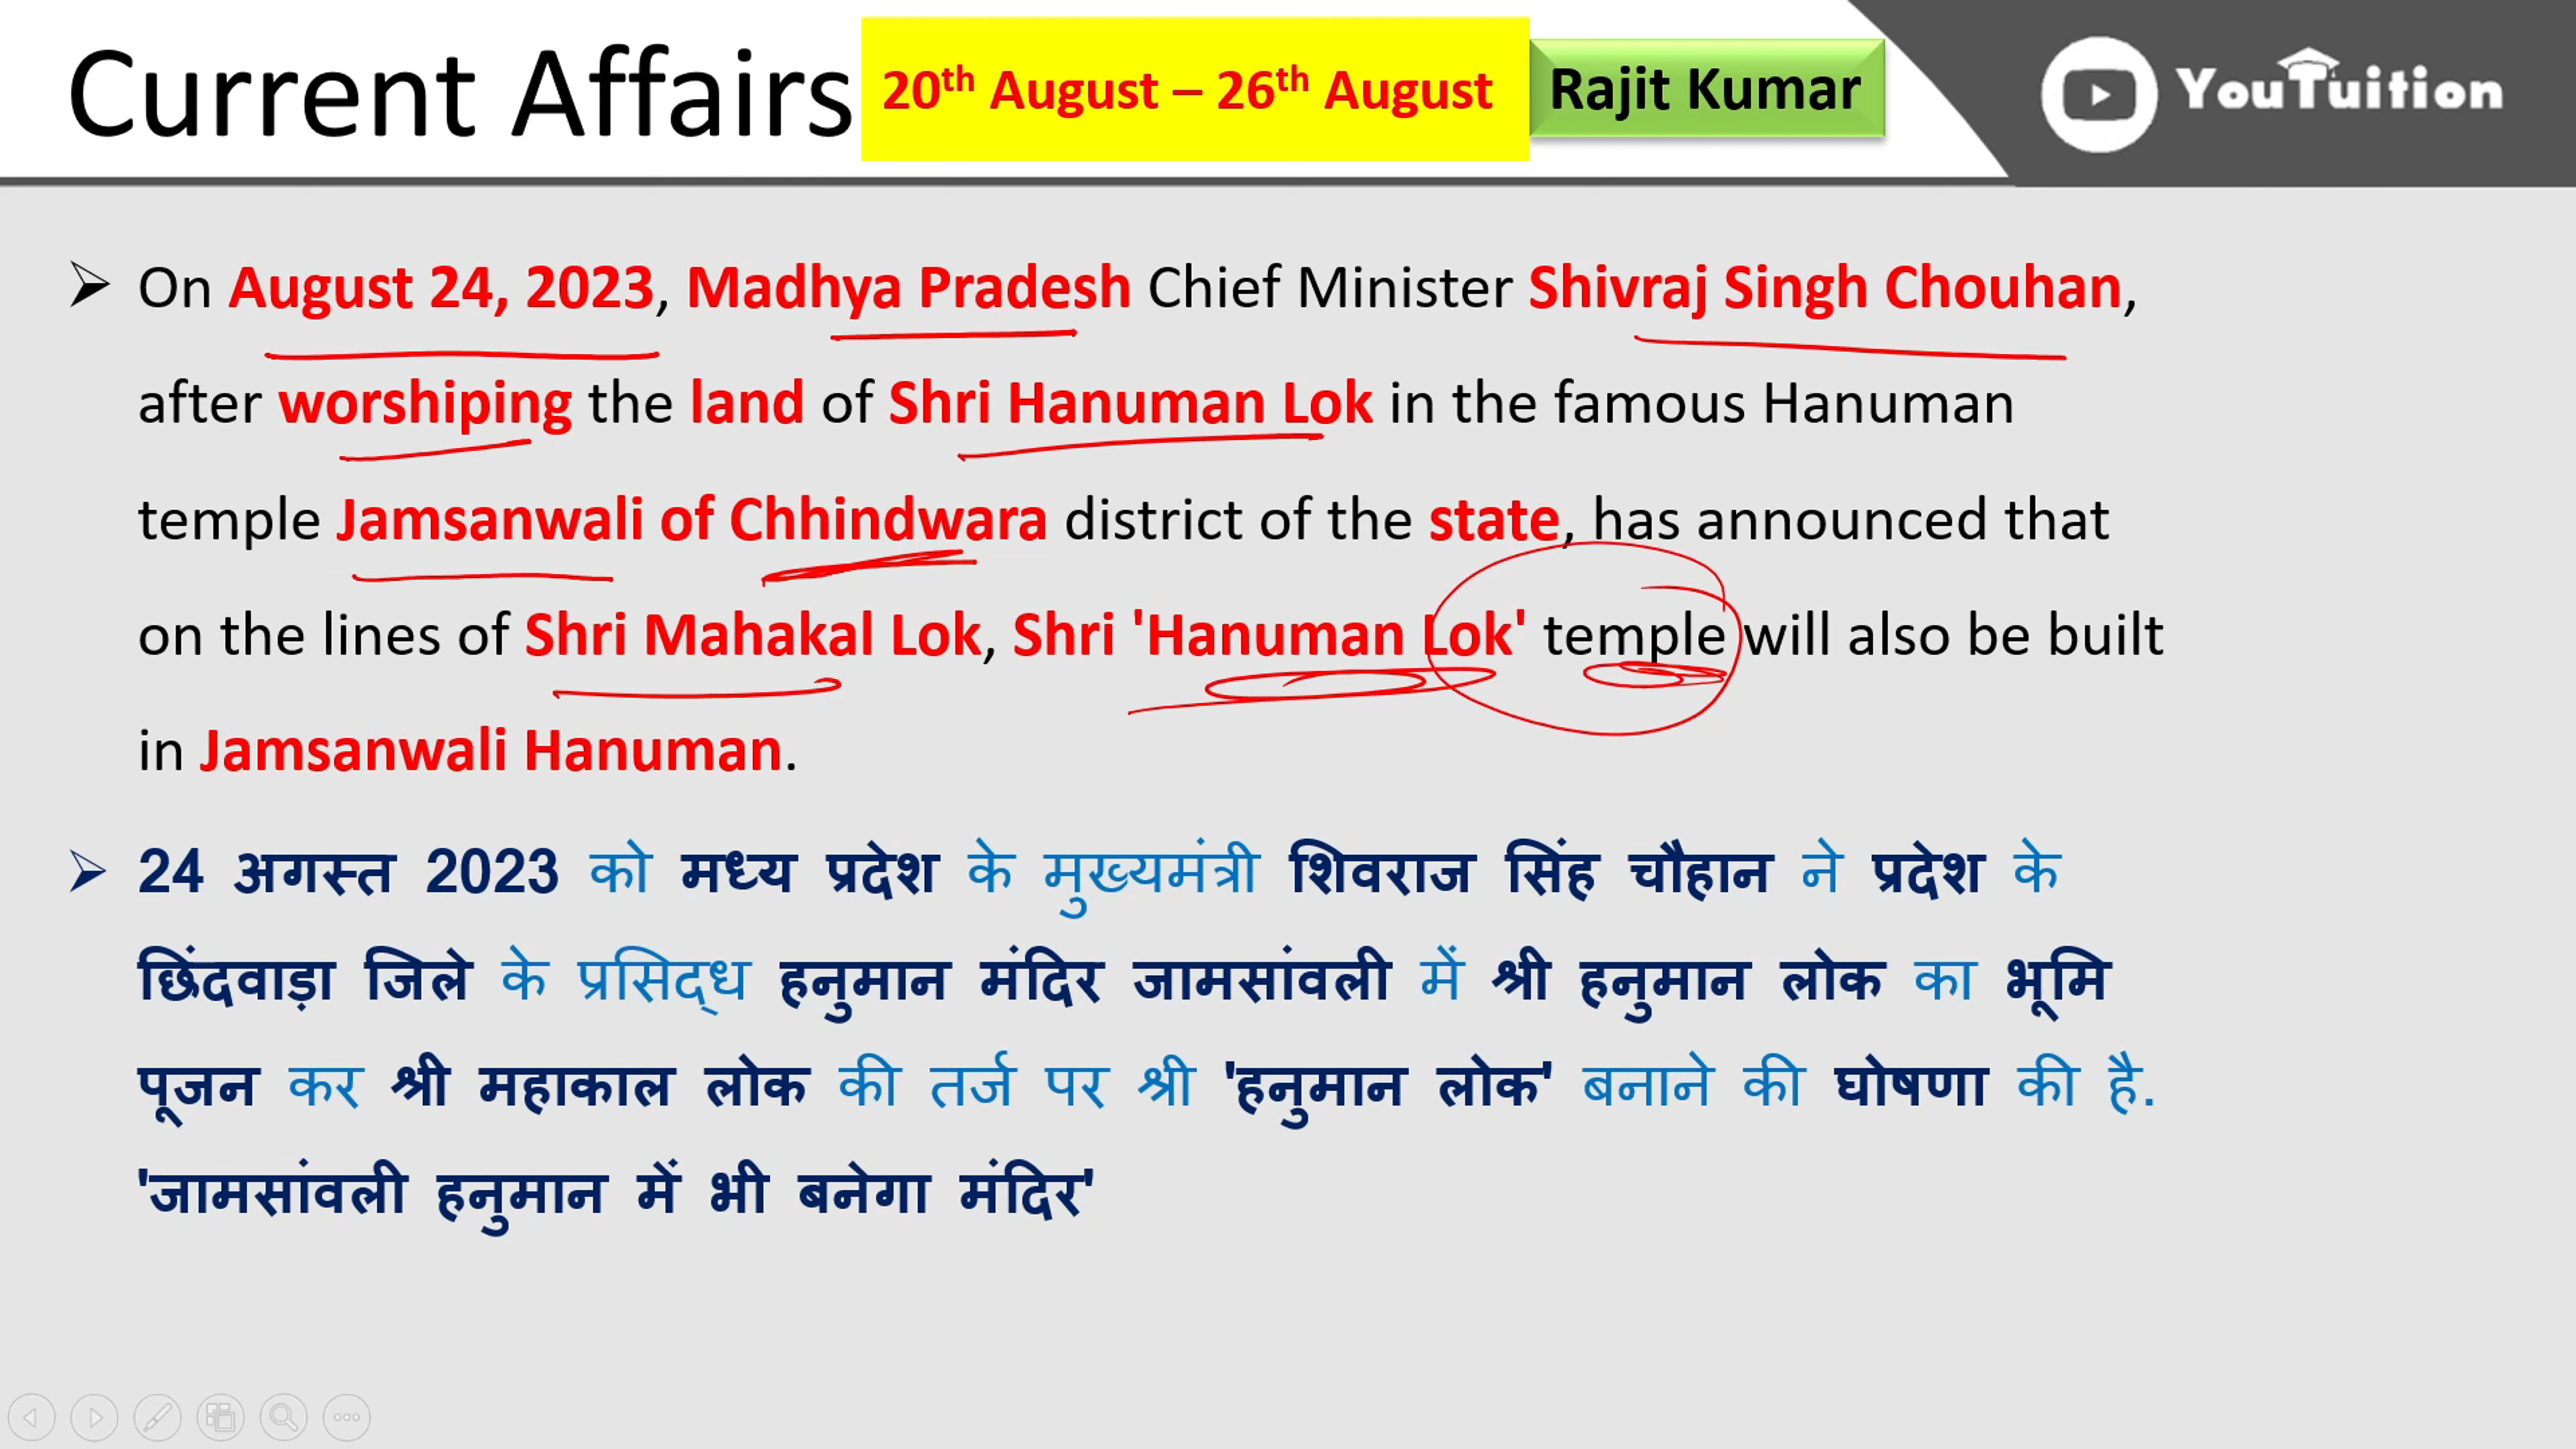 Current Affairs 20th August – 26th August Rajit Kumar YouTuition
➢ On August 24, 2023, Madhya Pradesh Chief Minister Shivraj Singh Chouhan,
after worshiping the land of Shri Hanuman Lok in the famous Hanuman
temple Jamsanwali of Chhindwara district of the state, has announced that
on the lines of Shri Mahakal Lok, Shri 'Hanuman Lok' temple will also be built
in Jamsanwali Hanuman.
➢ 24 अगस्त 2023 को मध्य प्रदेश के मुख्यमंत्री शिवराज सिंह चौहान ने प्रदेश के
छिंदवाड़ा जिले के प्रसिद्ध हनुमान मंदिर जामसांवली में श्री हनुमान लोक का भूमि
पूजन कर श्री महाकाल लोक की तर्ज पर श्री 'हनुमान लोक' बनाने की घोषणा की है.
'जामसांवली हनुमान में भी बनेगा मंदिर'